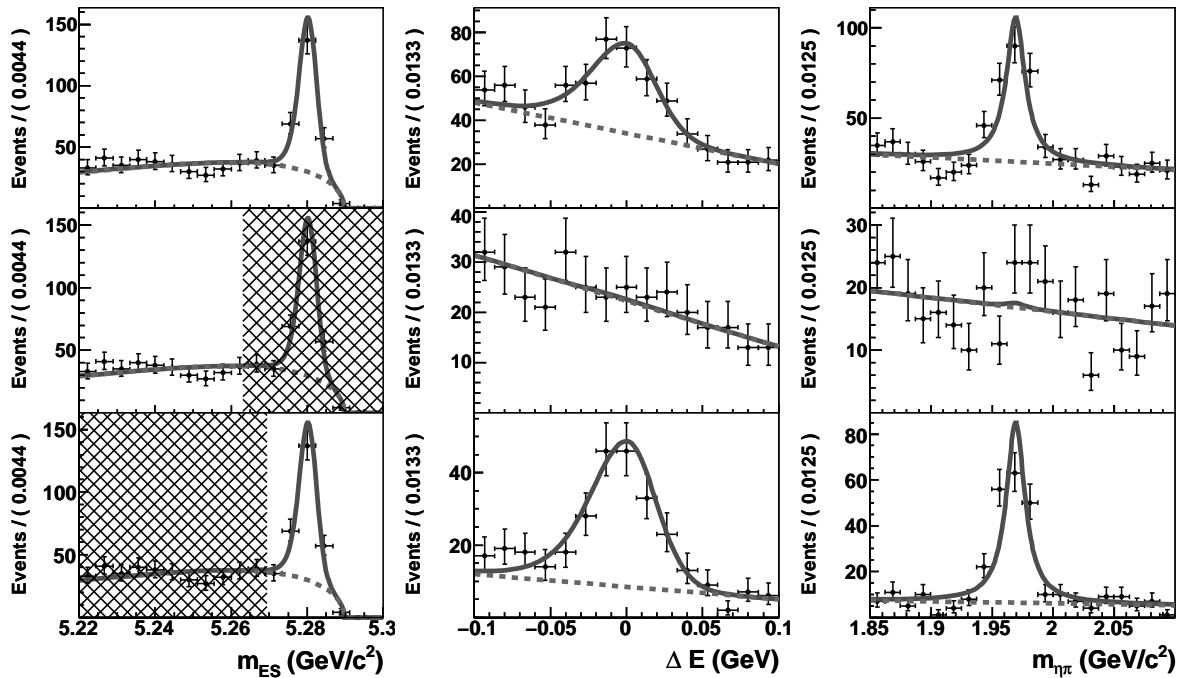 Events / ( 0.0044 )
150
100
50
Events / ( 0.0133 )
80
60
40
20
Events / ( 0.0125 )
100
50
Events / ( 0.0044 )
150
100
50
Events / ( 0.0133 )
40
30
20
10
Events / ( 0.0125 )
30
20
10
Events / ( 0.0044 )
150
100
50
5.22 5.24 5.26 5.28 5.3
m_ES (GeV/c²)
Events / ( 0.0133 )
40
20
−0.1 −0.05 0 0.05 0.1
Δ E (GeV)
Events / ( 0.0125 )
80
60
40
20
1.85 1.9 1.95 2 2.05
m_ηπ (GeV/c²)